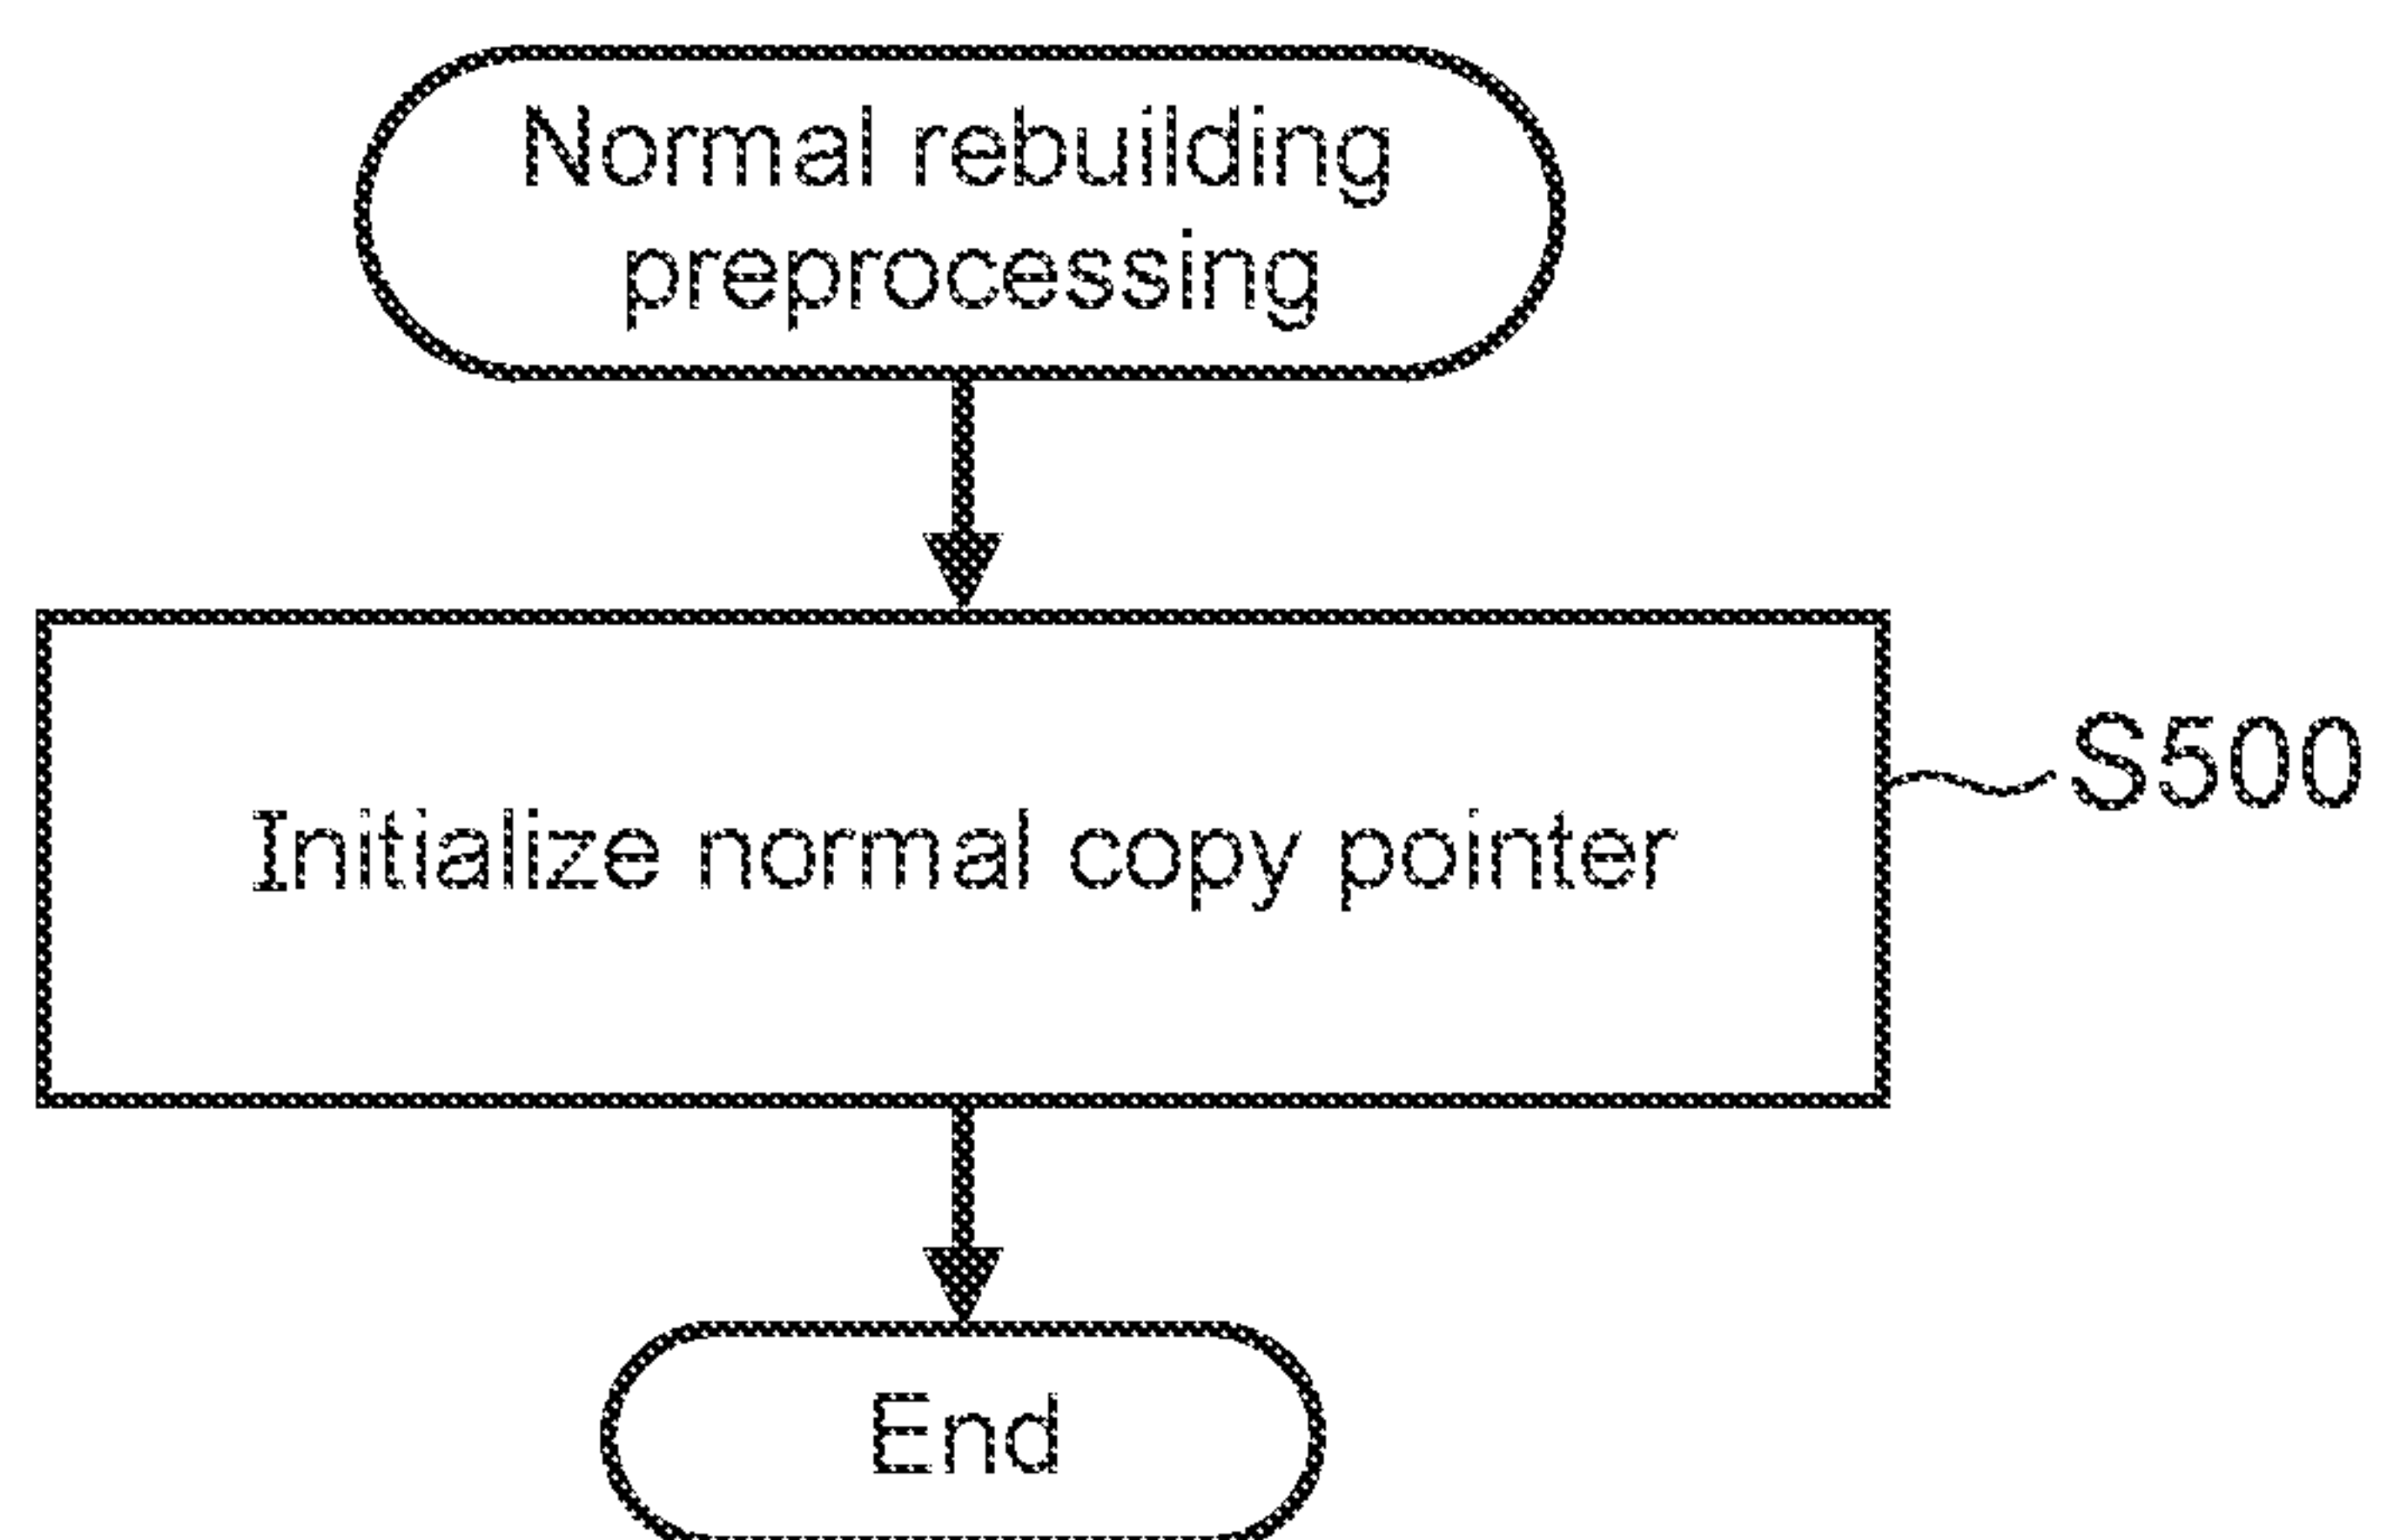 Normal rebuilding
preprocessing
S500
Initialize normal copy pointer
End